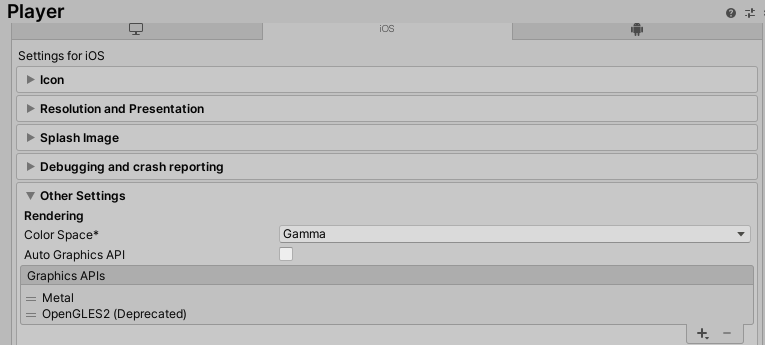 Player
iOS
Settings for iOS
Icon
Resolution and Presentation
Splash Image
Debugging and crash reporting
Other Settings
Rendering
Color Space* Gamma
Auto Graphics API
Graphics APIs
Metal
OpenGLES2 (Deprecated)